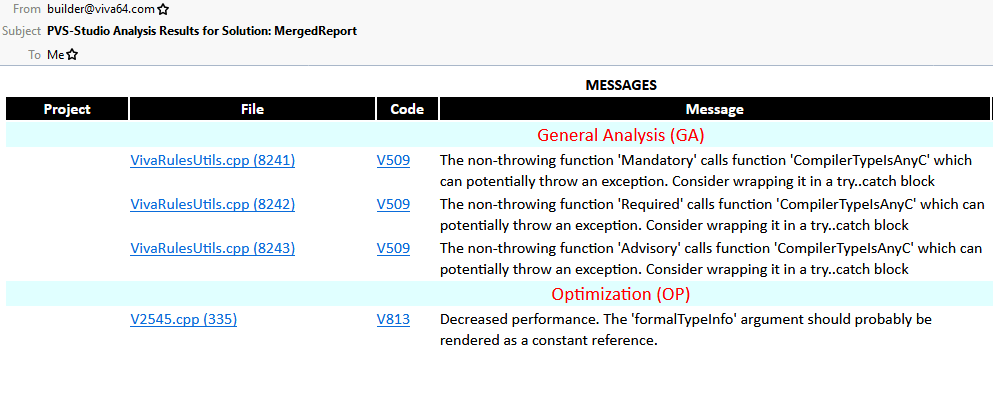 From builder@viva64.com
Subject PVS-Studio Analysis Results for Solution: MergedReport
To Me
MESSAGES
Project File Code Message
General Analysis (GA)
VivaRulesUtils.cpp (8241) V509 The non-throwing function 'Mandatory' calls function 'CompilerTypeIsAnyC' which
can potentially throw an exception. Consider wrapping it in a try..catch block
VivaRulesUtils.cpp (8242) V509 The non-throwing function 'Required' calls function 'CompilerTypeIsAnyC' which can
potentially throw an exception. Consider wrapping it in a try..catch block
VivaRulesUtils.cpp (8243) V509 The non-throwing function 'Advisory' calls function 'CompilerTypeIsAnyC' which can
potentially throw an exception. Consider wrapping it in a try..catch block
Optimization (OP)
V2545.cpp (335) V813 Decreased performance. The 'formalTypeInfo' argument should probably be
rendered as a constant reference.